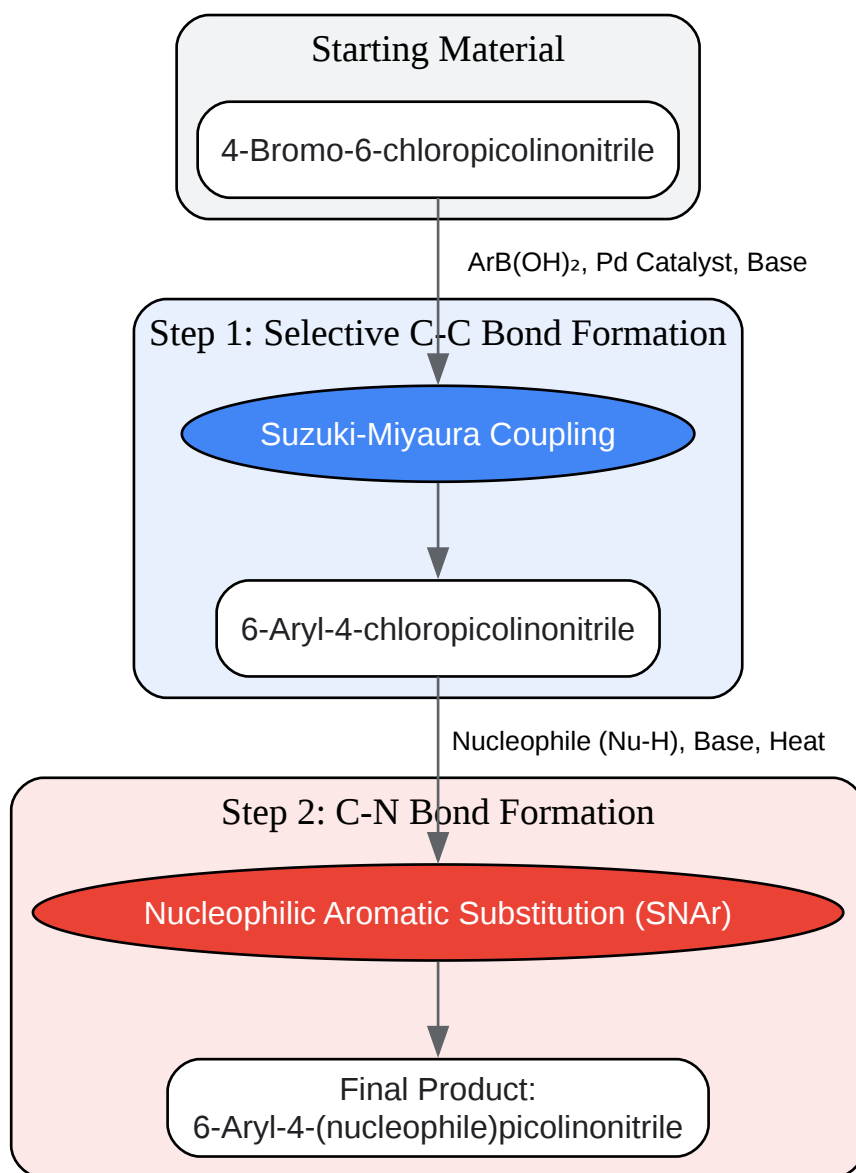 Starting Material
4-Bromo-6-chloropicolinonitrile
ArB(OH)₂, Pd Catalyst, Base
Step 1: Selective C-C Bond Formation
Suzuki-Miyaura Coupling
6-Aryl-4-chloropicolinonitrile
Nucleophile (Nu-H), Base, Heat
Step 2: C-N Bond Formation
Nucleophilic Aromatic Substitution (SNAr)
Final Product:
6-Aryl-4-(nucleophile)picolinonitrile